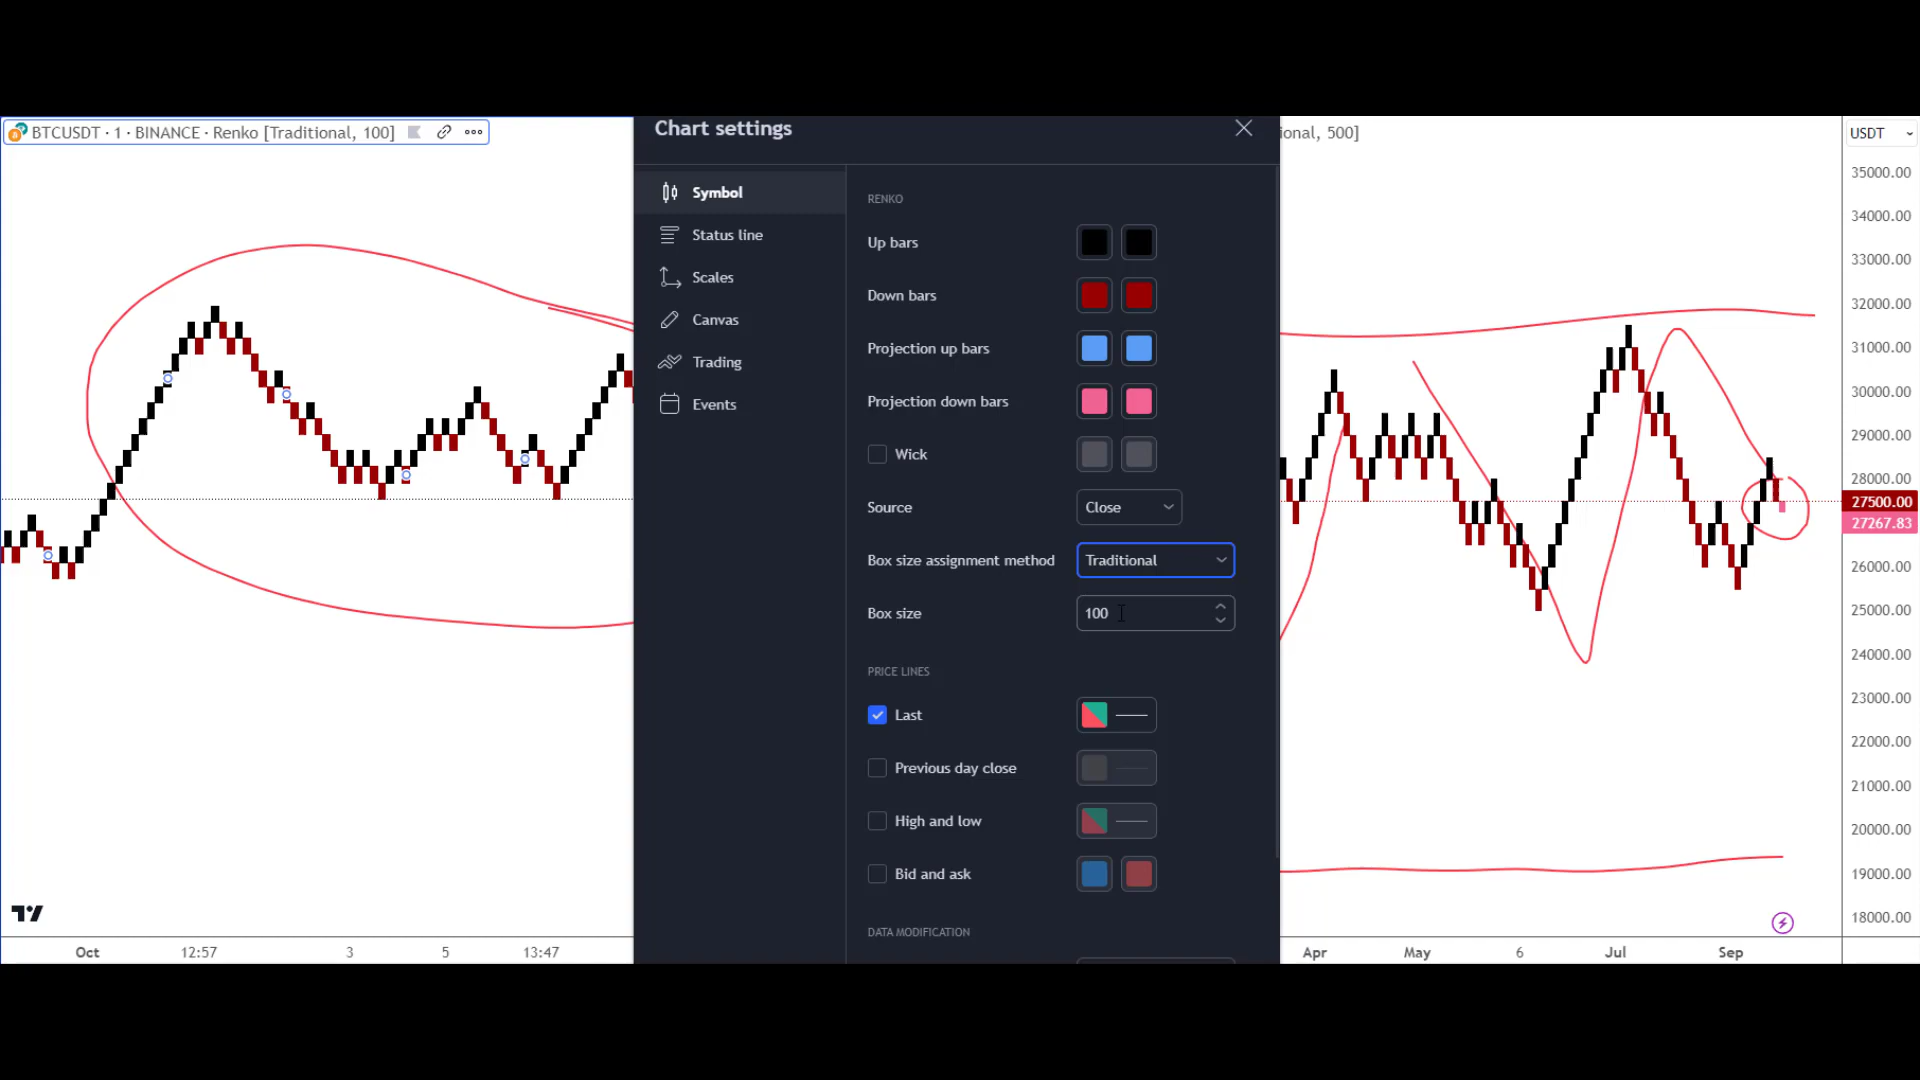 BTCUSDT · 1 · BINANCE · Renko [Traditional, 100]
Chart settings
ional, 500]
USDT
Symbol
Status line
Scales
Canvas
Trading
Events
RENKO
Up bars
Down bars
Projection up bars
Projection down bars
Wick
Source
Close
Box size assignment method
Traditional
Box size
100
PRICE LINES
Last
Previous day close
High and low
Bid and ask
DATA MODIFICATION
35000.00
34000.00
33000.00
32000.00
31000.00
30000.00
29000.00
28000.00
27500.00
27267.83
26000.00
25000.00
24000.00
23000.00
22000.00
21000.00
20000.00
19000.00
18000.00
Oct
12:57
3
5
13:47
Apr
May
6
Jul
Sep